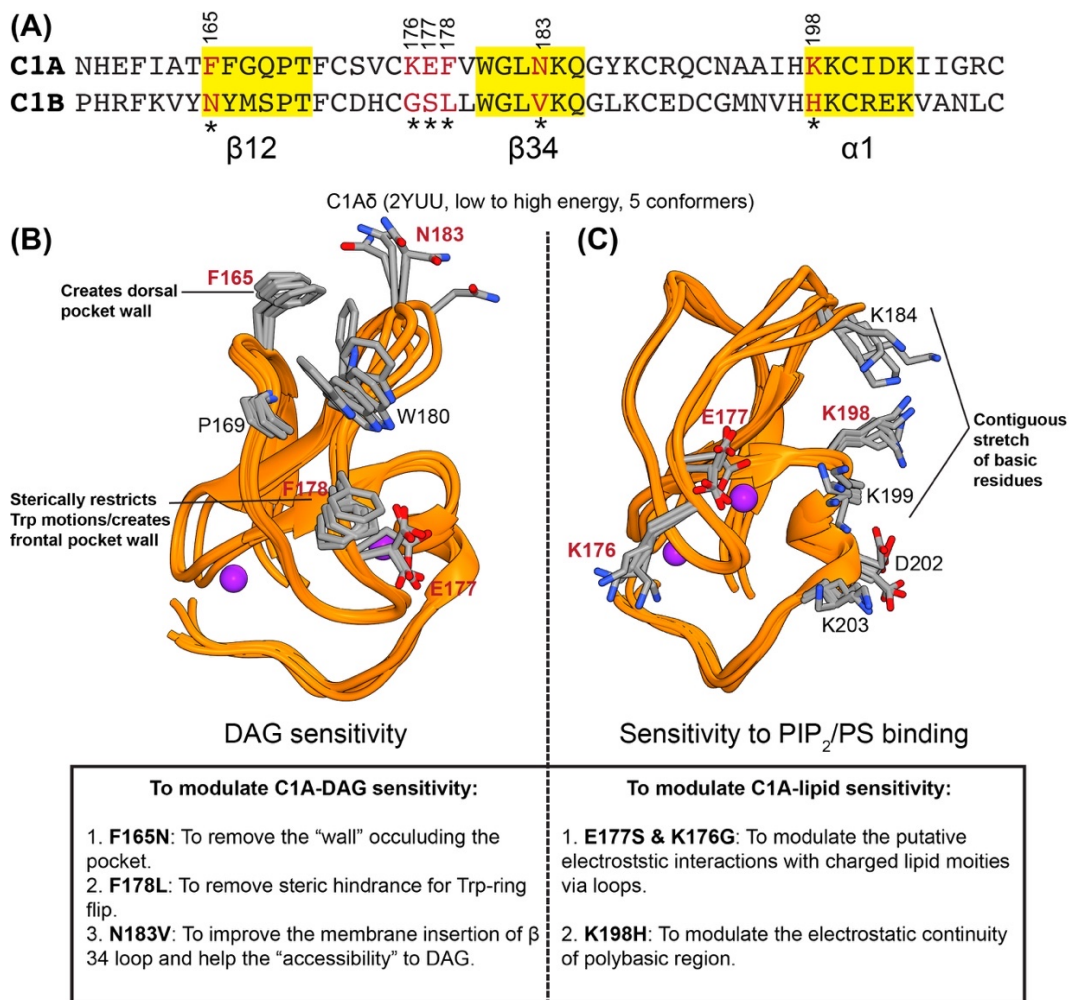 (A)
165 176 177 178 183 198
C1A NHEFIATFFGQPTFCSVCKEFVWGLNKQGYKCRQCNAAIHKKCIDKIIGRC
C1B PHRFKVYNYMSPTFCDHCGSLLWGLVKQGLKCEDCGMNVHHKCREKVANLC
* *** * *
β12 β34 α1
C1Aδ (2YUU, low to high energy, 5 conformers)
(B)
N183
F165
Creates dorsal
pocket wall
P169
W180
F178
Sterically restricts
Trp motions/creates
frontal pocket wall
E177
DAG sensitivity
(C)
K184
E177
K198
Contiguous
stretch
of basic
residues
K199
K176
D202
K203
Sensitivity to PIP2/PS binding
To modulate C1A-DAG sensitivity:
1. F165N: To remove the “wall” occuluding the
pocket.
2. F178L: To remove steric hindrance for Trp-ring
flip.
3. N183V: To improve the membrane insertion of β
34 loop and help the “accessibility” to DAG.
To modulate C1A-lipid sensitivity:
1. E177S & K176G: To modulate the putative
electroststic interactions with charged lipid moities
via loops.
2. K198H: To modulate the electrostatic continuity
of polybasic region.